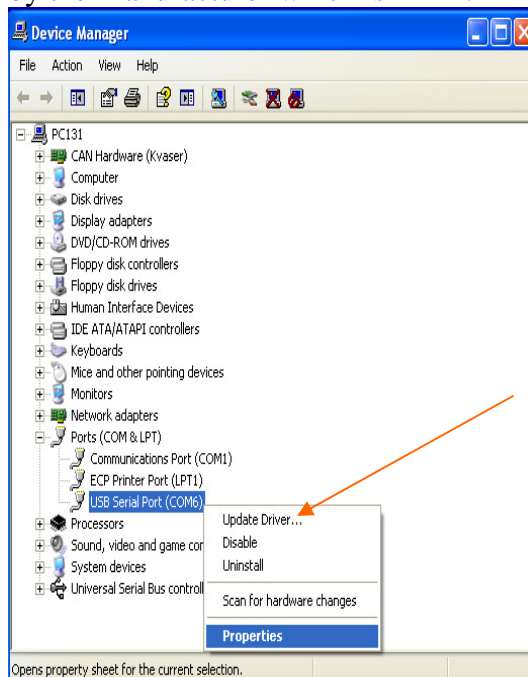 Device Manager
File Action View Help
PC131
CAN Hardware (Kvaser)
Computer
Disk drives
Display adapters
DVD/CD-ROM drives
Floppy disk controllers
Floppy disk drives
Human Interface Devices
IDE ATA/ATAPI controllers
Keyboards
Mice and other pointing devices
Monitors
Network adapters
Ports (COM & LPT)
Communications Port (COM1)
ECP Printer Port (LPT1)
USB Serial Port (COM6)
Processors
Sound, video and game cor
System devices
Universal Serial Bus controll
Update Driver...
Disable
Uninstall
Scan for hardware changes
Properties
Opens property sheet for the current selection.